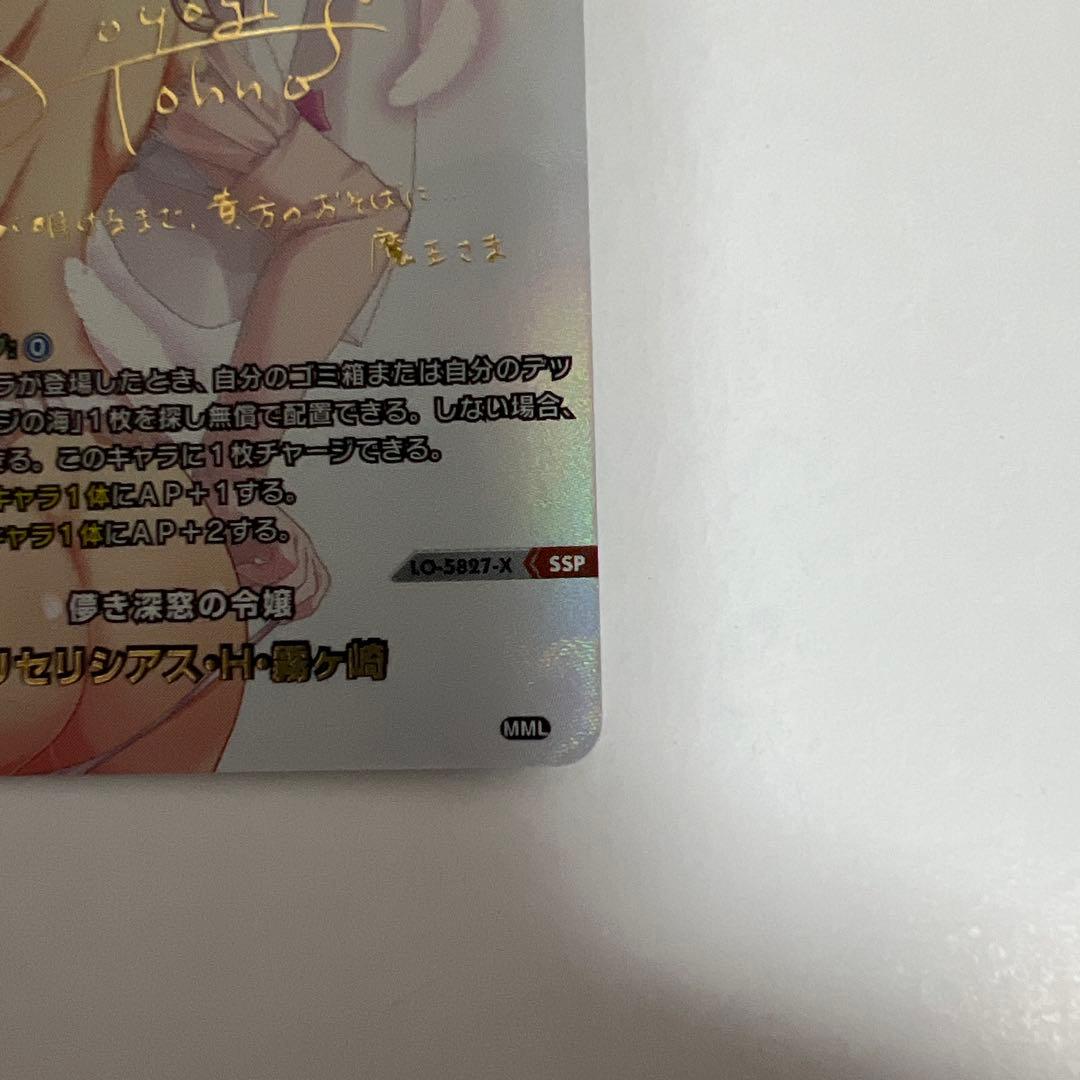 oyogi
Tohno
明けるまで、貴方のおそばに…
魔王さま
: 0
ラが登場したとき、自分のゴミ箱または自分のデッ
ジの海」1枚を探し無償で配置できる。しない場合、
する。このキャラに1枚チャージできる。
キャラ1体にAP+1する。
キャラ1体にAP+2する。
LO-5827-X SSP
儚き深窓の令嬢
リセリシアス・H・霧ヶ崎
MML